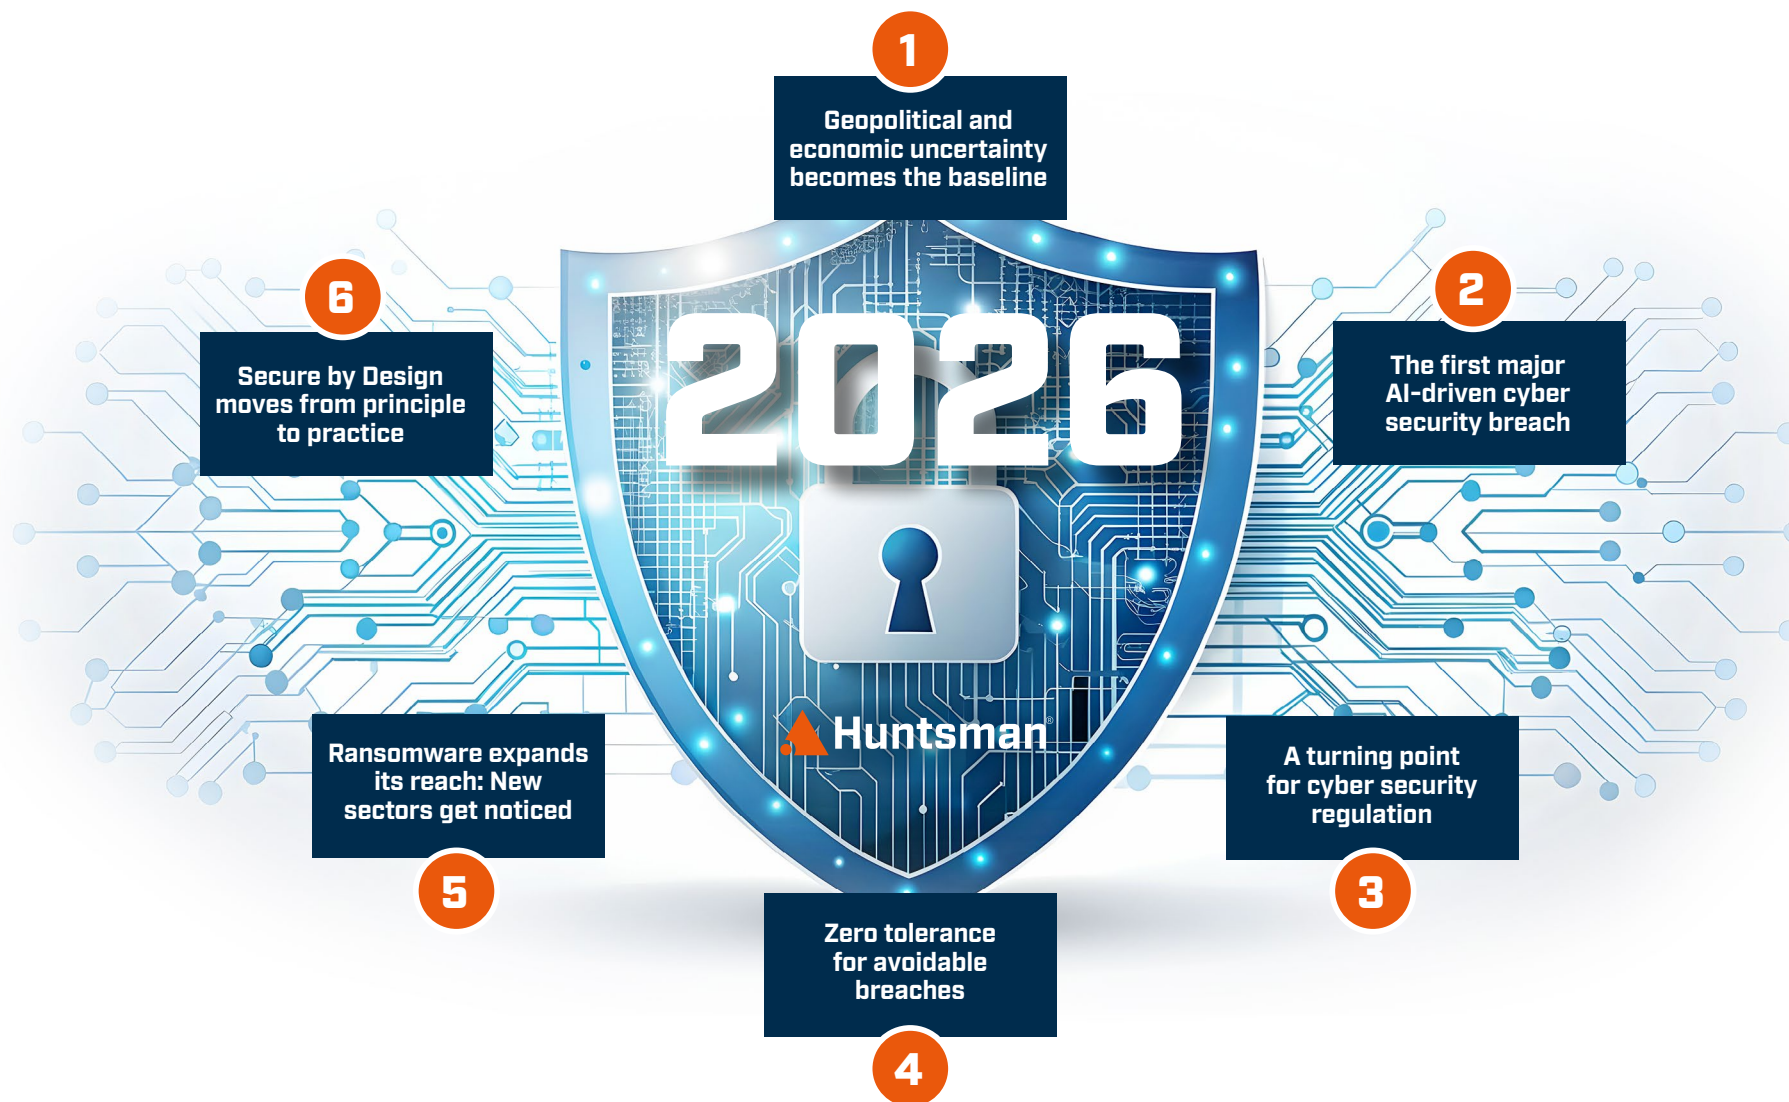 1
Geopolitical and
economic uncertainty
becomes the baseline
2
The first major
AI-driven cyber
security breach
3
A turning point
for cyber security
regulation
4
Zero tolerance
for avoidable
breaches
5
Ransomware expands
its reach: New
sectors get noticed
6
Secure by Design
moves from principle
to practice
2026
Huntsman®